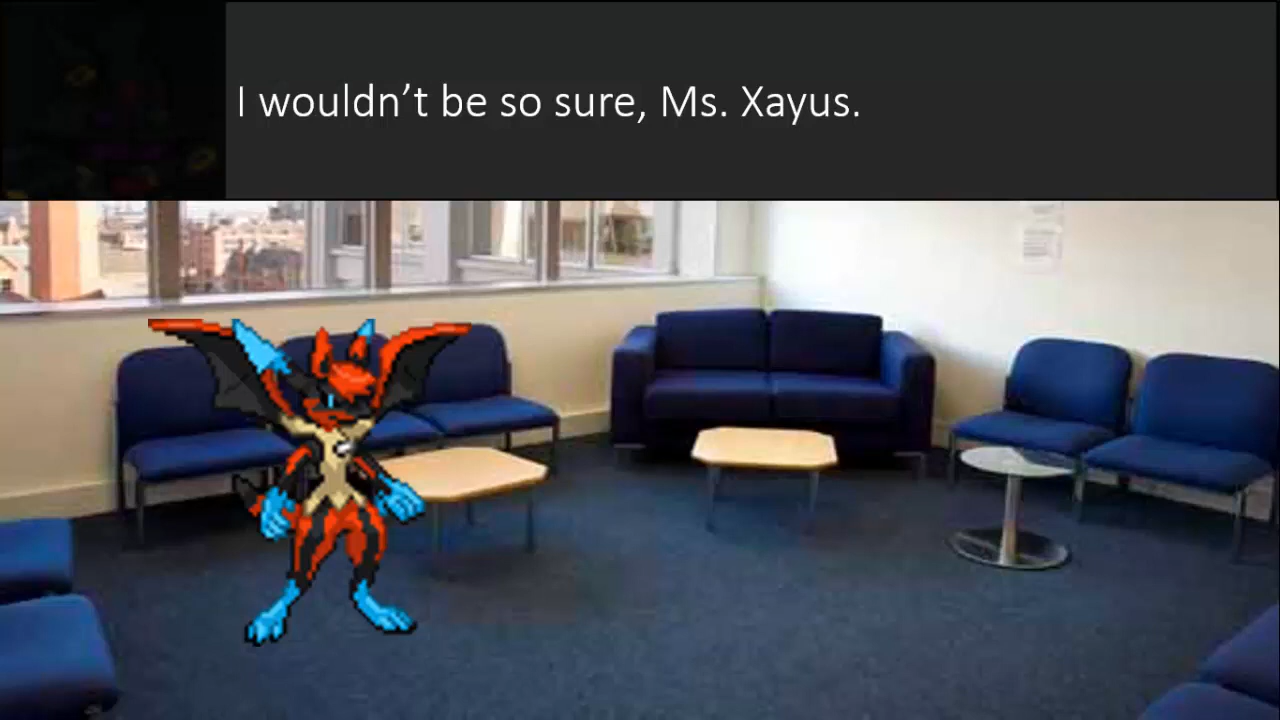 I wouldn’t be so sure, Ms. Xayus.